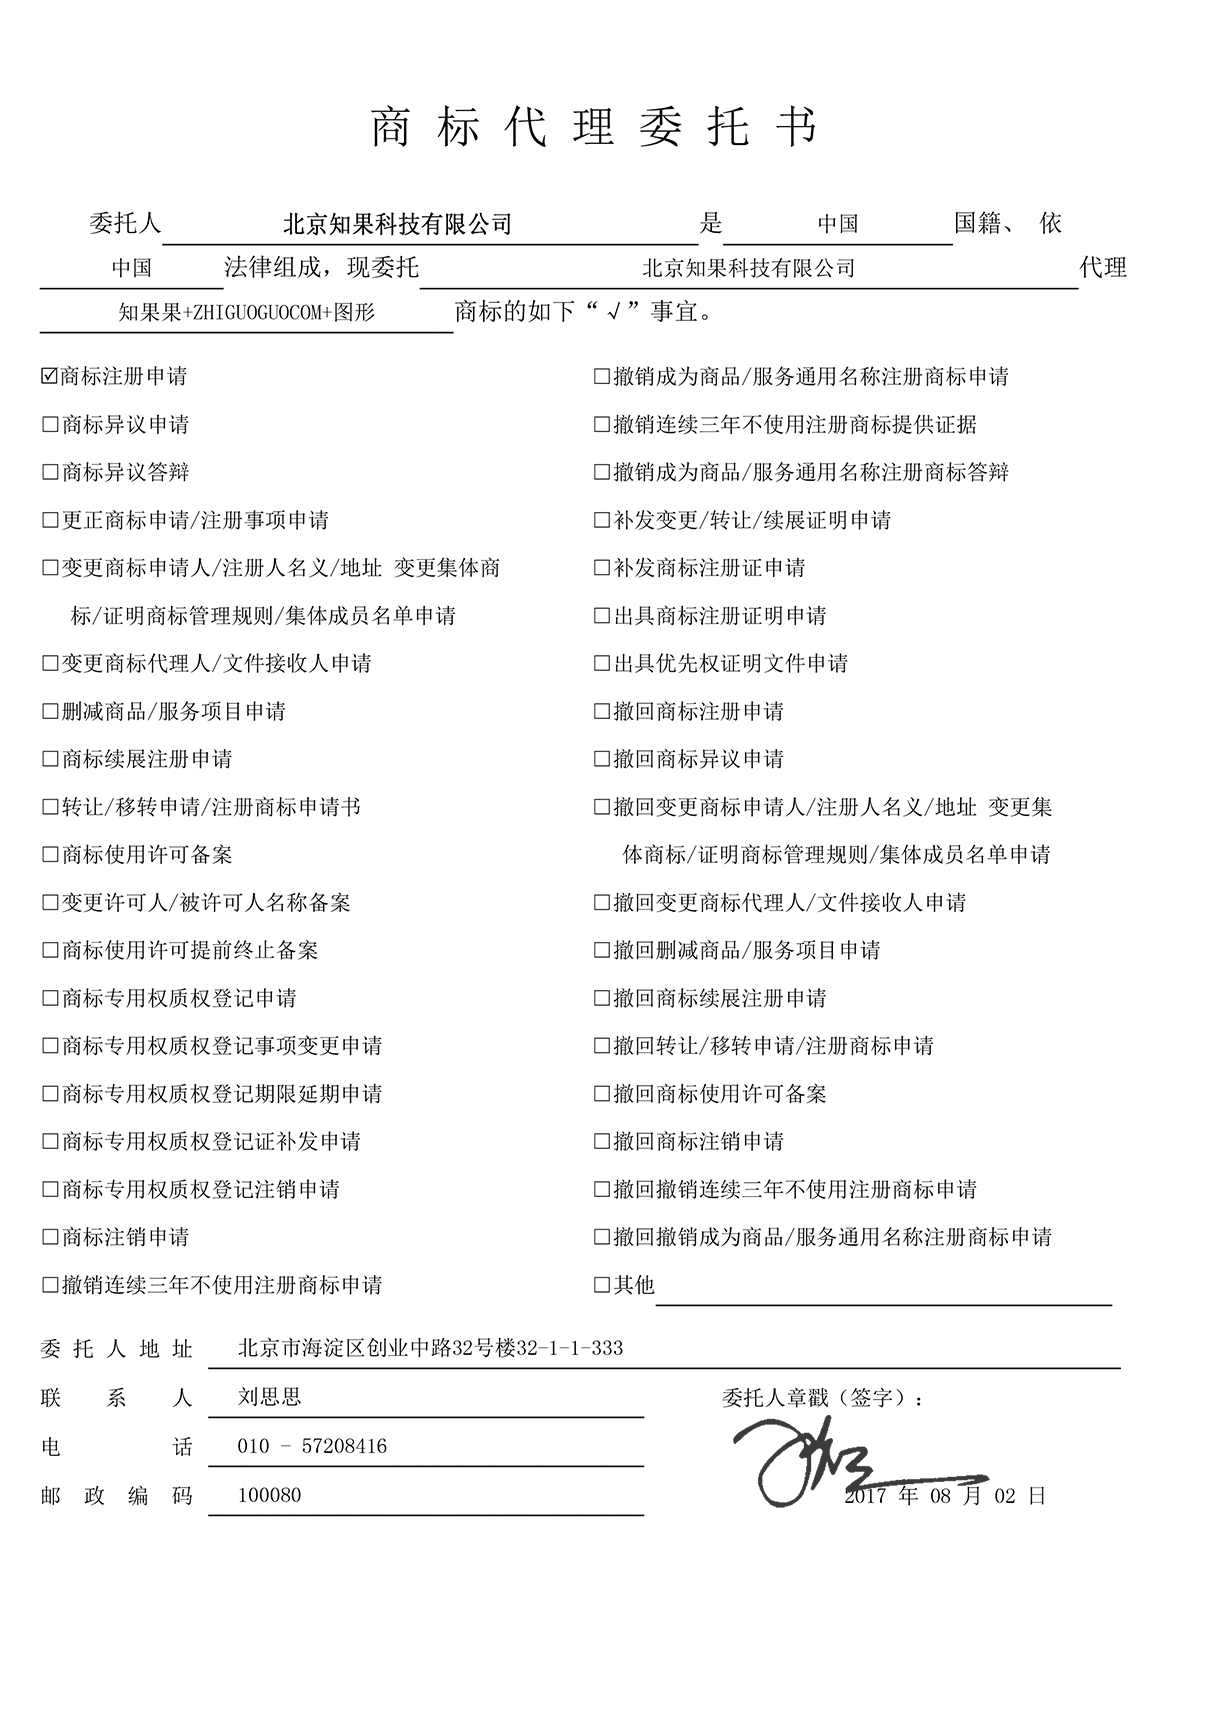 商标代理委托书
委托人 北京知果科技有限公司 是 中国 国籍、 依
中国 法律组成，现委托 北京知果科技有限公司 代理
知果果+ZHIGUOGUOCOM+图形 商标的如下“√”事宜。
☑商标注册申请 □撤销成为商品/服务通用名称注册商标申请
□商标异议申请 □撤销连续三年不使用注册商标提供证据
□商标异议答辩 □撤销成为商品/服务通用名称注册商标答辩
□更正商标申请/注册事项申请 □补发变更/转让/续展证明申请
□变更商标申请人/注册人名义/地址 变更集体商 □补发商标注册证申请
标/证明商标管理规则/集体成员名单申请 □出具商标注册证明申请
□变更商标代理人/文件接收人申请 □出具优先权证明文件申请
□删减商品/服务项目申请 □撤回商标注册申请
□商标续展注册申请 □撤回商标异议申请
□转让/移转申请/注册商标申请书 □撤回变更商标申请人/注册人名义/地址 变更集
□商标使用许可备案 体商标/证明商标管理规则/集体成员名单申请
□变更许可人/被许可人名称备案 □撤回变更商标代理人/文件接收人申请
□商标使用许可提前终止备案 □撤回删减商品/服务项目申请
□商标专用权质权登记申请 □撤回商标续展注册申请
□商标专用权质权登记事项变更申请 □撤回转让/移转申请/注册商标申请
□商标专用权质权登记期限延期申请 □撤回商标使用许可备案
□商标专用权质权登记证补发申请 □撤回商标注销申请
□商标专用权质权登记注销申请 □撤回撤销连续三年不使用注册商标申请
□商标注销申请 □撤回撤销成为商品/服务通用名称注册商标申请
□撤销连续三年不使用注册商标申请 □其他
委托人地址 北京市海淀区创业中路32号楼32-1-1-333
联系人 刘思思 委托人章戳（签字）：
电话 010 - 57208416
邮政编码 100080 2017 年 08 月 02 日